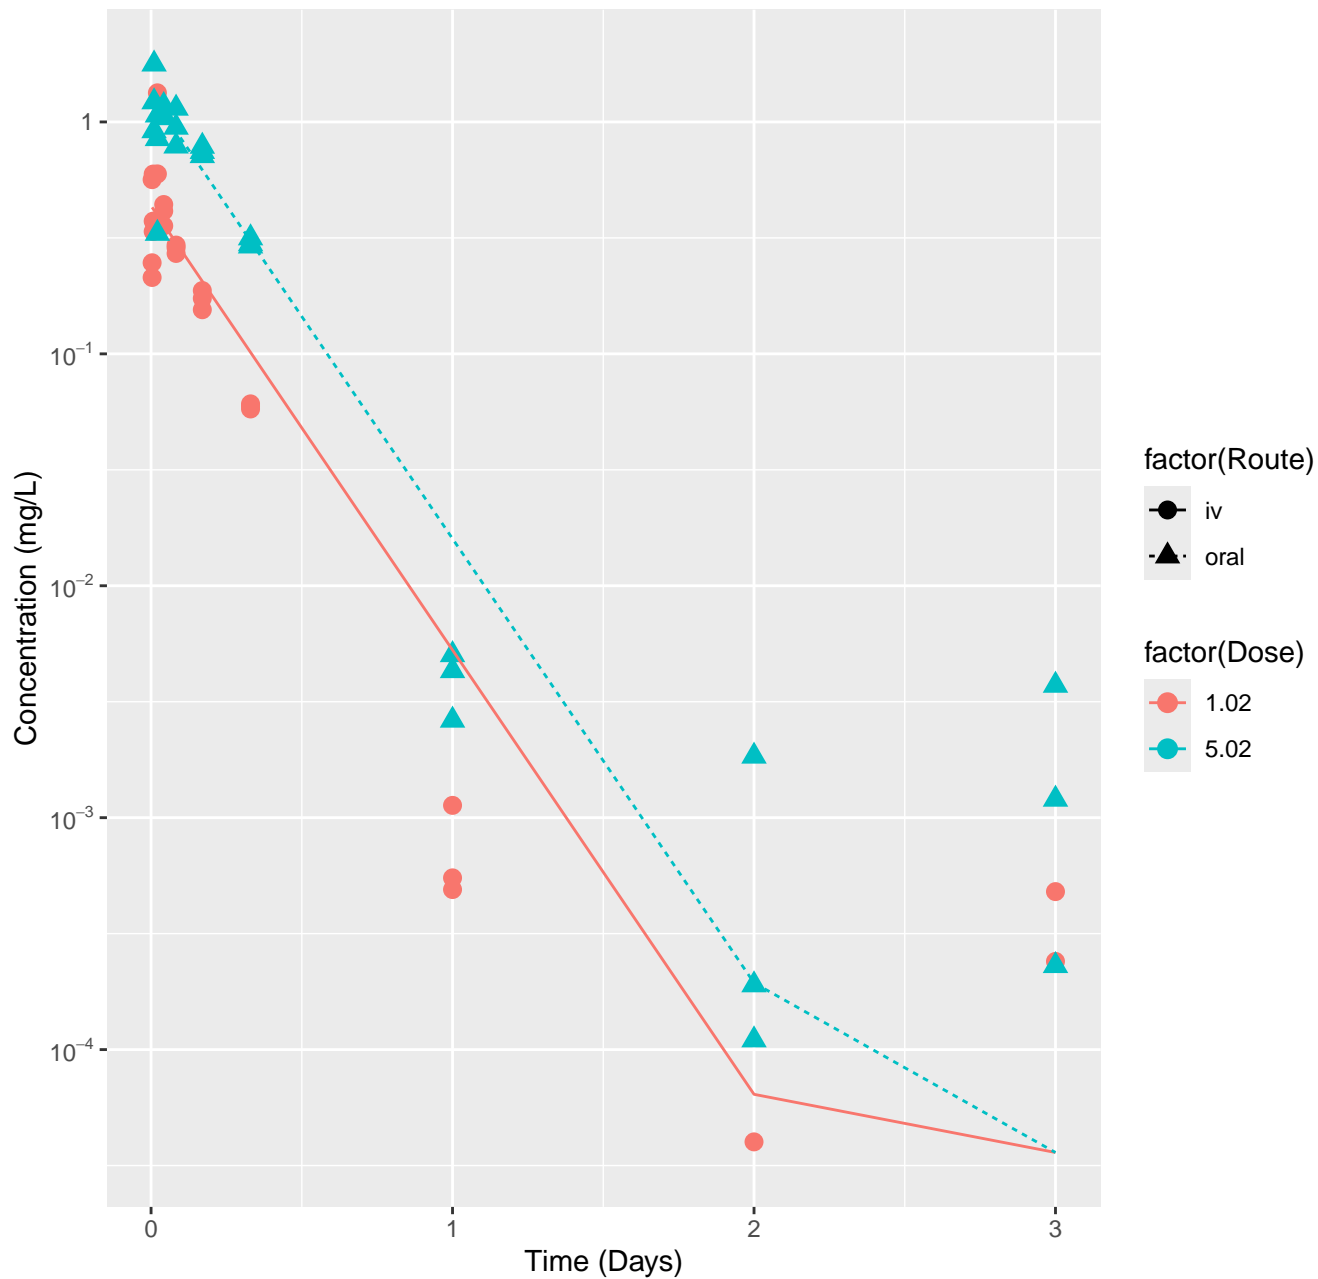 Concentration (mg/L)
1
10⁻¹
10⁻²
10⁻³
10⁻⁴
0 1 2 3
Time (Days)
factor(Route)
iv
oral
factor(Dose)
1.02
5.02